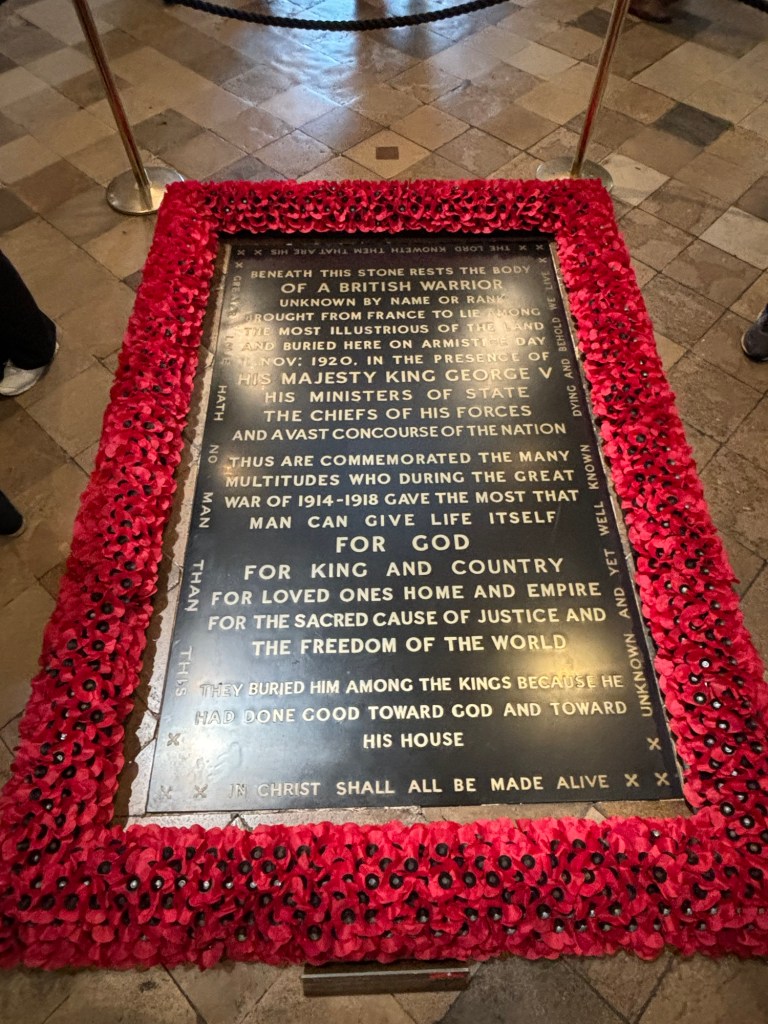 THE LORD KNOWETH THEM THAT ARE HIS
BENEATH THIS STONE RESTS THE BODY
OF A BRITISH WARRIOR
UNKNOWN BY NAME OR RANK
BROUGHT FROM FRANCE TO LIE AMONG
THE MOST ILLUSTRIOUS OF THE LAND
AND BURIED HERE ON ARMISTICE DAY
11 NOV: 1920, IN THE PRESENCE OF
HIS MAJESTY KING GEORGE V
HIS MINISTERS OF STATE
THE CHIEFS OF HIS FORCES
AND A VAST CONCOURSE OF THE NATION
THUS ARE COMMEMORATED THE MANY
MULTITUDES WHO DURING THE GREAT
WAR OF 1914-1918 GAVE THE MOST THAT
MAN CAN GIVE LIFE ITSELF
FOR GOD
FOR KING AND COUNTRY
FOR LOVED ONES HOME AND EMPIRE
FOR THE SACRED CAUSE OF JUSTICE AND
THE FREEDOM OF THE WORLD
THEY BURIED HIM AMONG THE KINGS BECAUSE HE
HAD DONE GOOD TOWARD GOD AND TOWARD
HIS HOUSE
GREATER LOVE HATH NO MAN THAN THIS
UNKNOWN AND YET WELL KNOWN DYING AND BEHOLD WE LIVE
IN CHRIST SHALL ALL BE MADE ALIVE